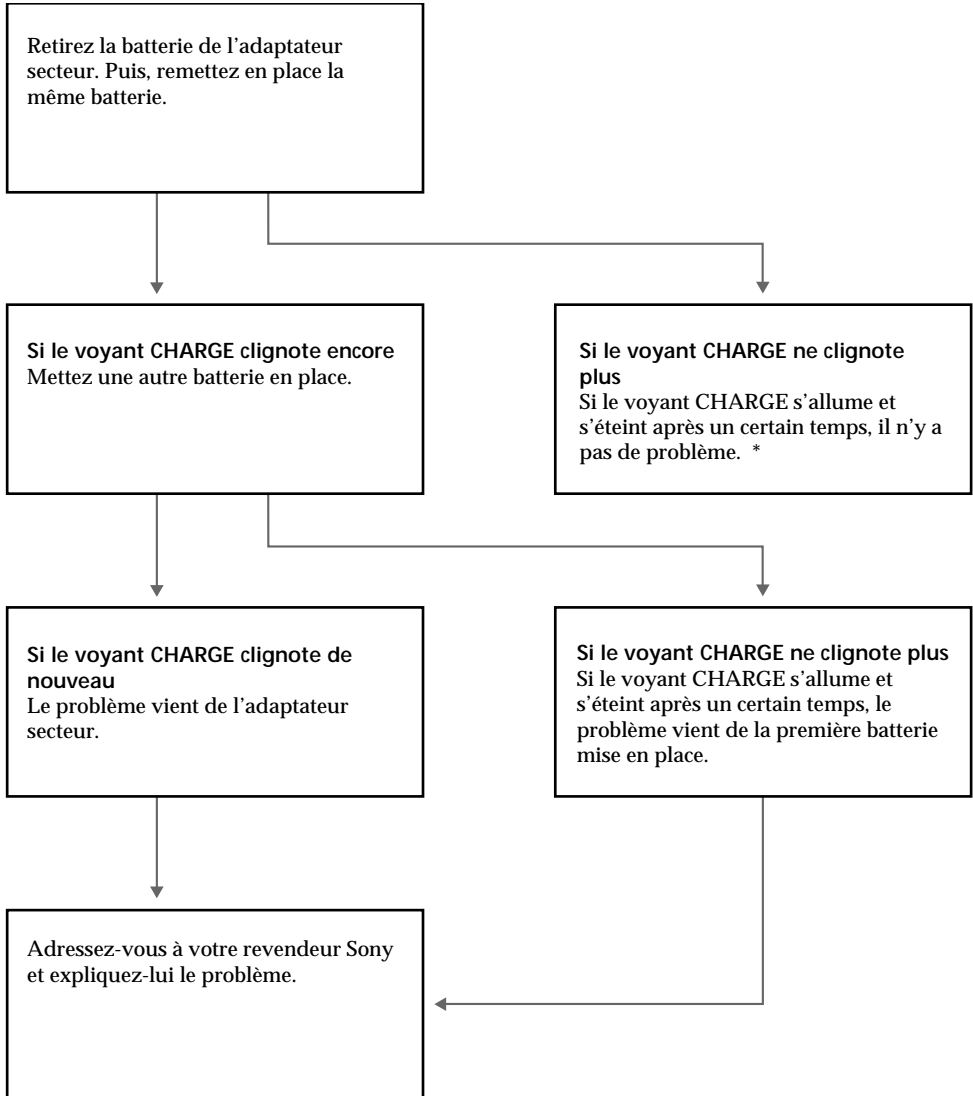 Retirez la batterie de l’adaptateur
secteur. Puis, remettez en place la
même batterie.
Si le voyant CHARGE clignote encore
Mettez une autre batterie en place.
Si le voyant CHARGE ne clignote
plus
Si le voyant CHARGE s’allume et
s’éteint après un certain temps, il n’y a
pas de problème. *
Si le voyant CHARGE clignote de
nouveau
Le problème vient de l’adaptateur
secteur.
Si le voyant CHARGE ne clignote plus
Si le voyant CHARGE s’allume et
s’éteint après un certain temps, le
problème vient de la première batterie
mise en place.
Adressez-vous à votre revendeur Sony
et expliquez-lui le problème.